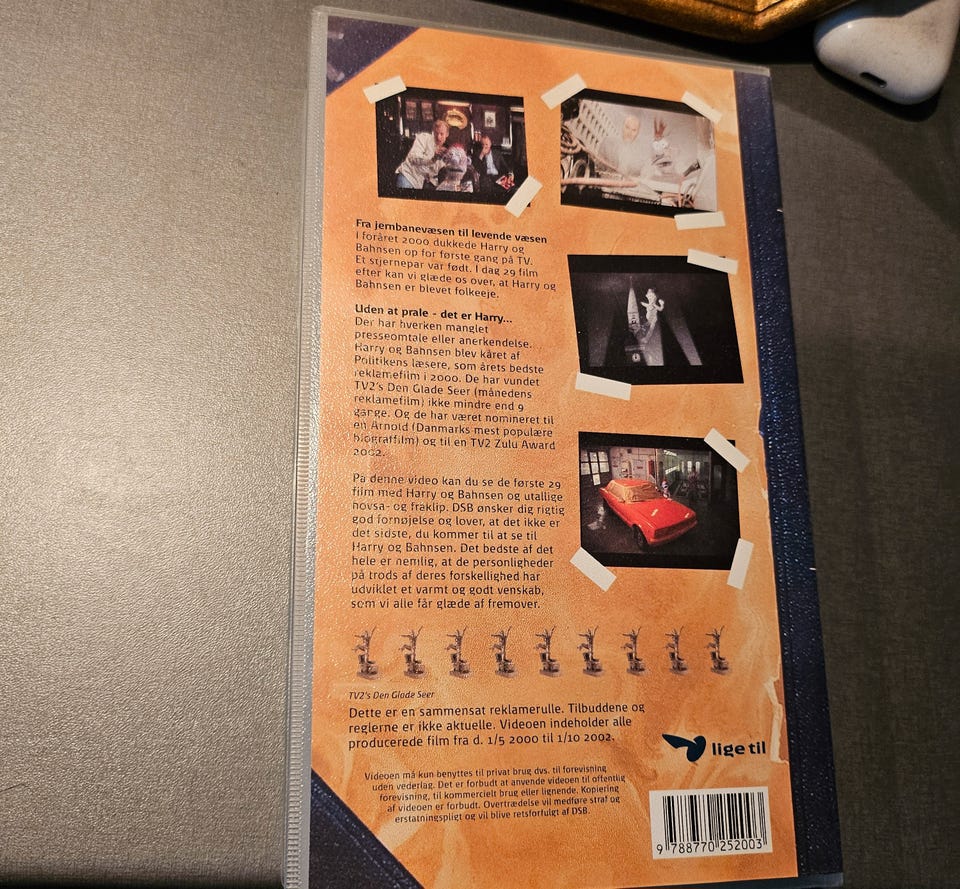 Fra jernbanevæsen til levende væsen
I foråret 2000 dukkede Harry og
Bahnsen op for første gang på TV.
Et stjernepar var født. I dag 29 film
efter kan vi glæde os over, at Harry og
Bahnsen er blevet folkeeje.
Uden at prale - det er Harry...
Der har hverken manglet
presseomtale eller anerkendelse.
Harry og Bahnsen blev kåret af
Politikens læsere, som årets bedste
reklamefilm i 2000. De har vundet
TV2's Den Glade Seer (månedens
reklamefilm) ikke mindre end 9
gange. Og de har været nomineret til
en Arnold (Danmarks mest populære
biograffilm) og til en TV2 Zulu Award
2002.
På denne video kan du se de første 29
film med Harry og Bahnsen og utallige
hovsa- og fraklip. DSB ønsker dig rigtig
god fornøjelse og lover, at det ikke er
det sidste, du kommer til at se til
Harry og Bahnsen. Det bedste af det
hele er nemlig, at de personligheder
på trods af deres forskellighed har
udviklet et varmt og godt venskab,
som vi alle får glæde af fremover.
TV2's Den Glade Seer
Dette er en sammensat reklamerulle. Tilbuddene og
reglerne er ikke aktuelle. Videoen indeholder alle
producerede film fra d. 1/5 2000 til 1/10 2002.
lige til
Videoen må kun benyttes til privat brug dvs. til forevisning
uden vederlag. Det er forbudt at anvende videoen til offentlig
forevisning, til kommercielt brug eller lignende. Kopiering
af videoen er forbudt. Overtrædelse vil medføre straf og
erstatningspligt og vil blive retsforfulgt af DSB.
9 788770 252003